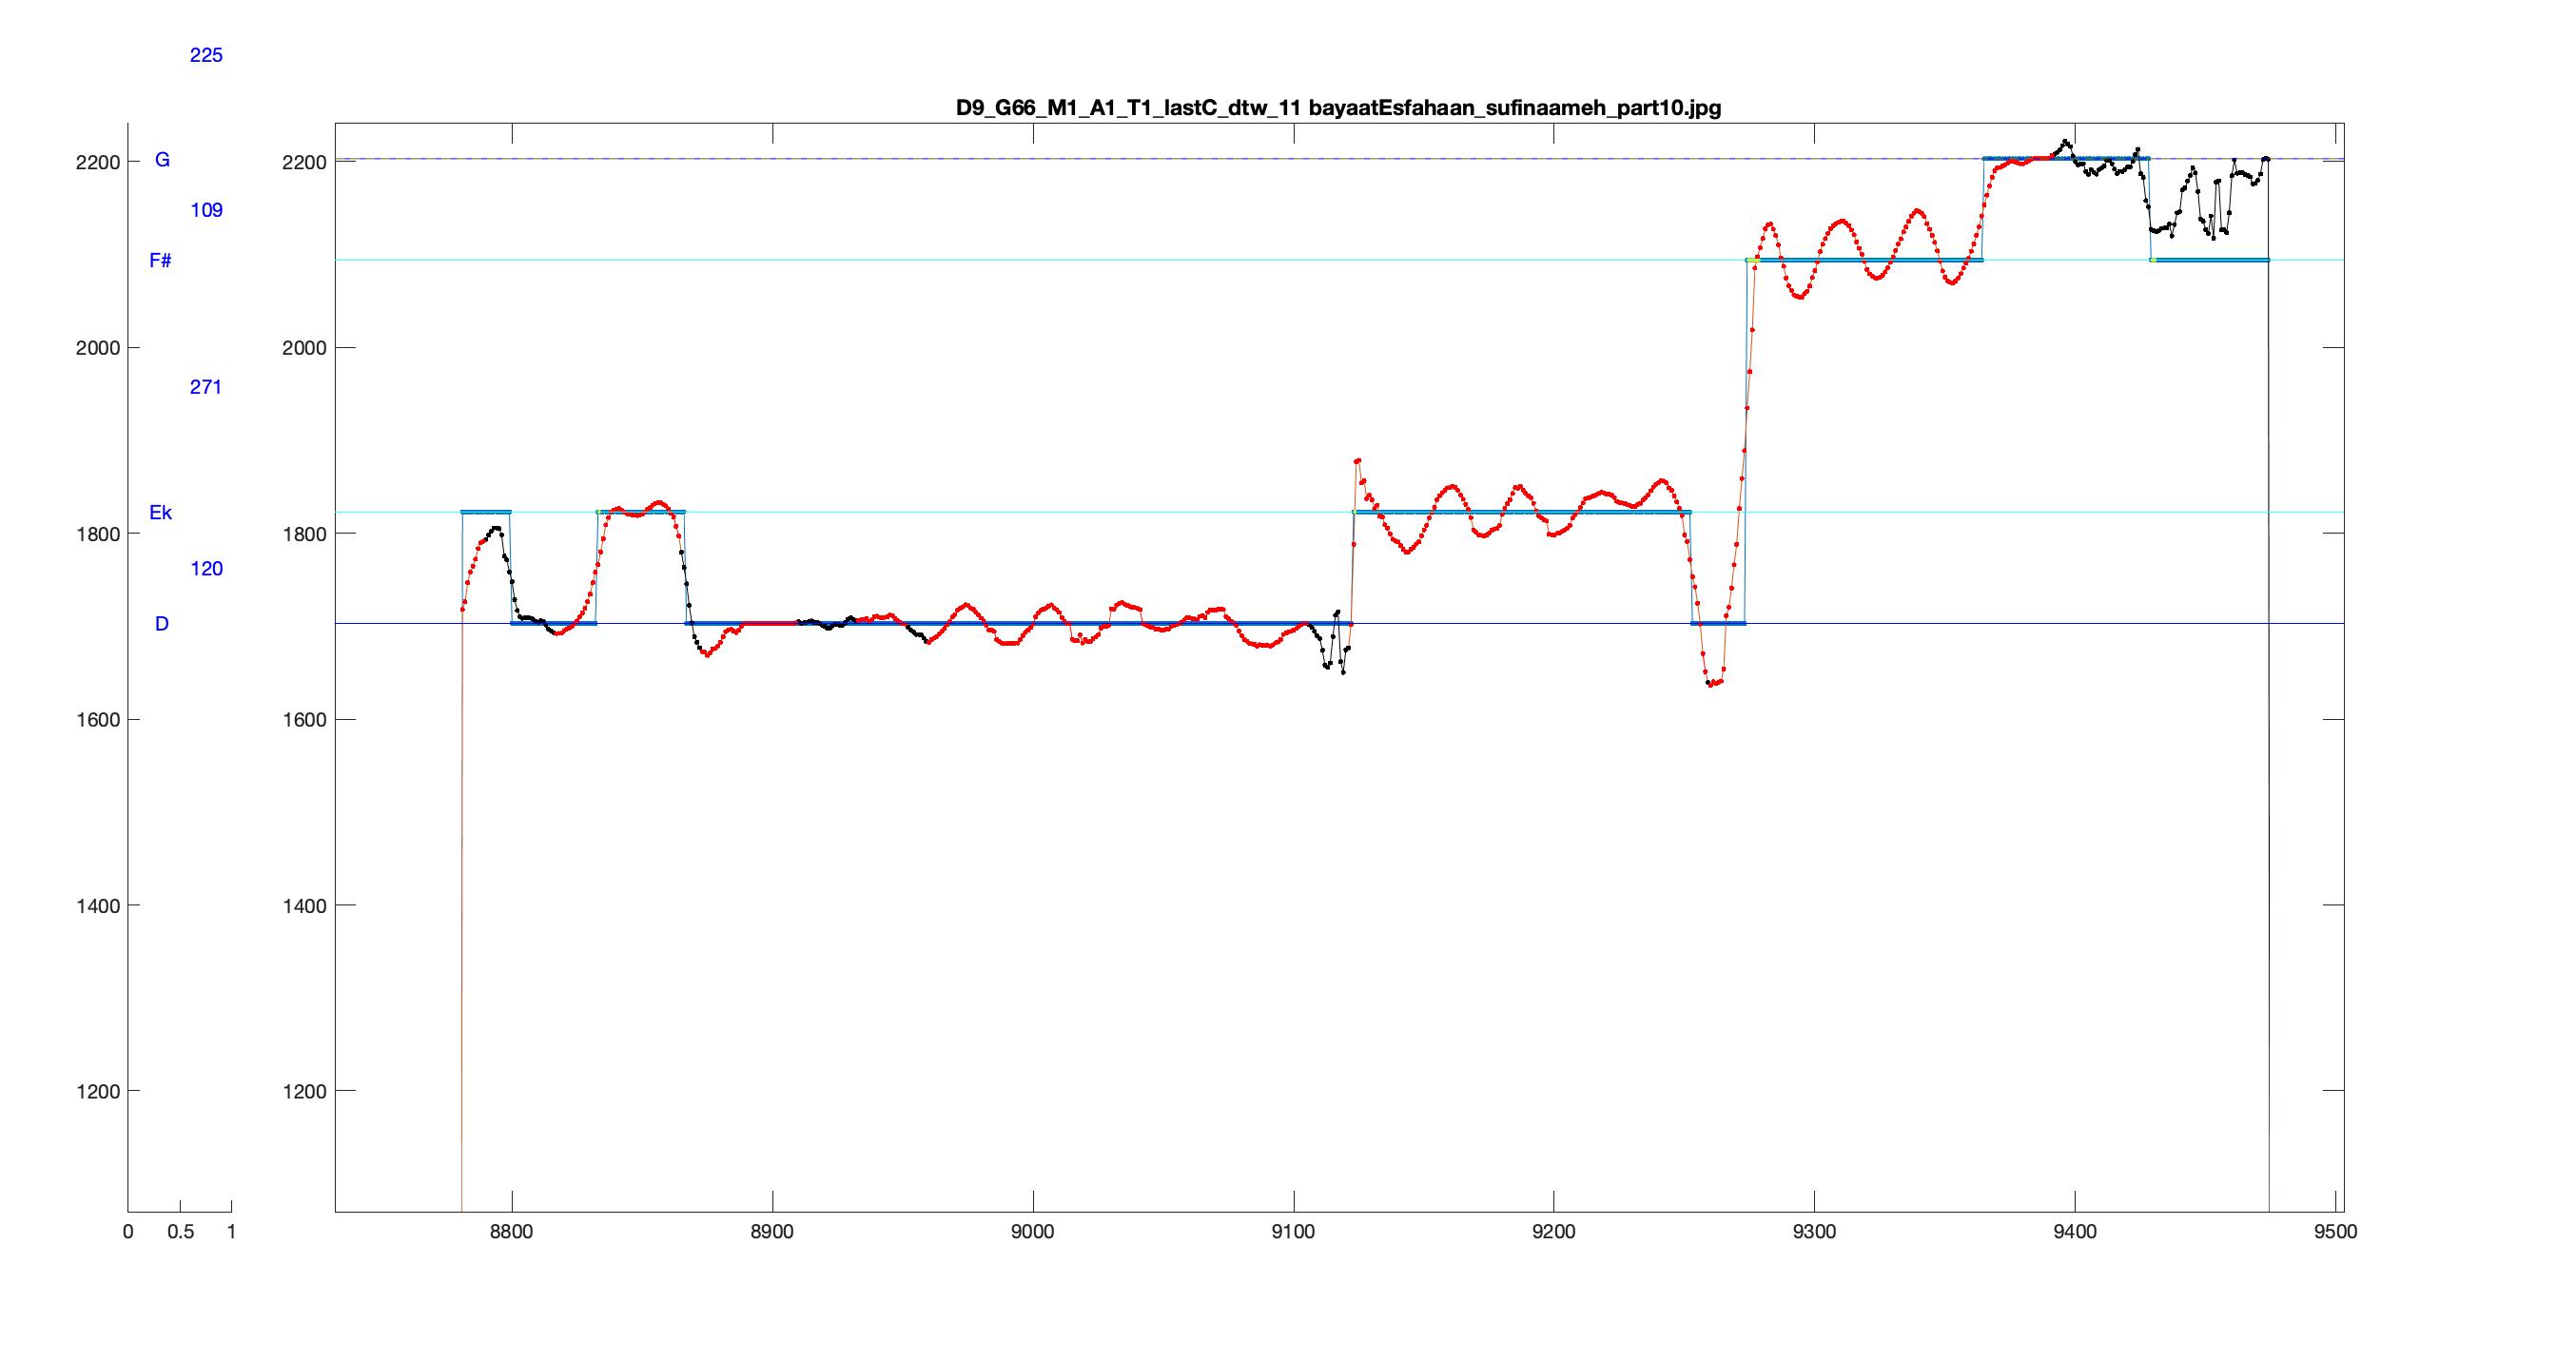 225
D9_G66_M1_A1_T1_lastC_dtw_11 bayaatEsfahaan_sufinaameh_part10.jpg
2200 G 2200
109
F#
2000 2000
271
Ek
1800 1800
120
D
1600 1600
1400 1400
1200 1200
0 0.5 1 8800 8900 9000 9100 9200 9300 9400 9500